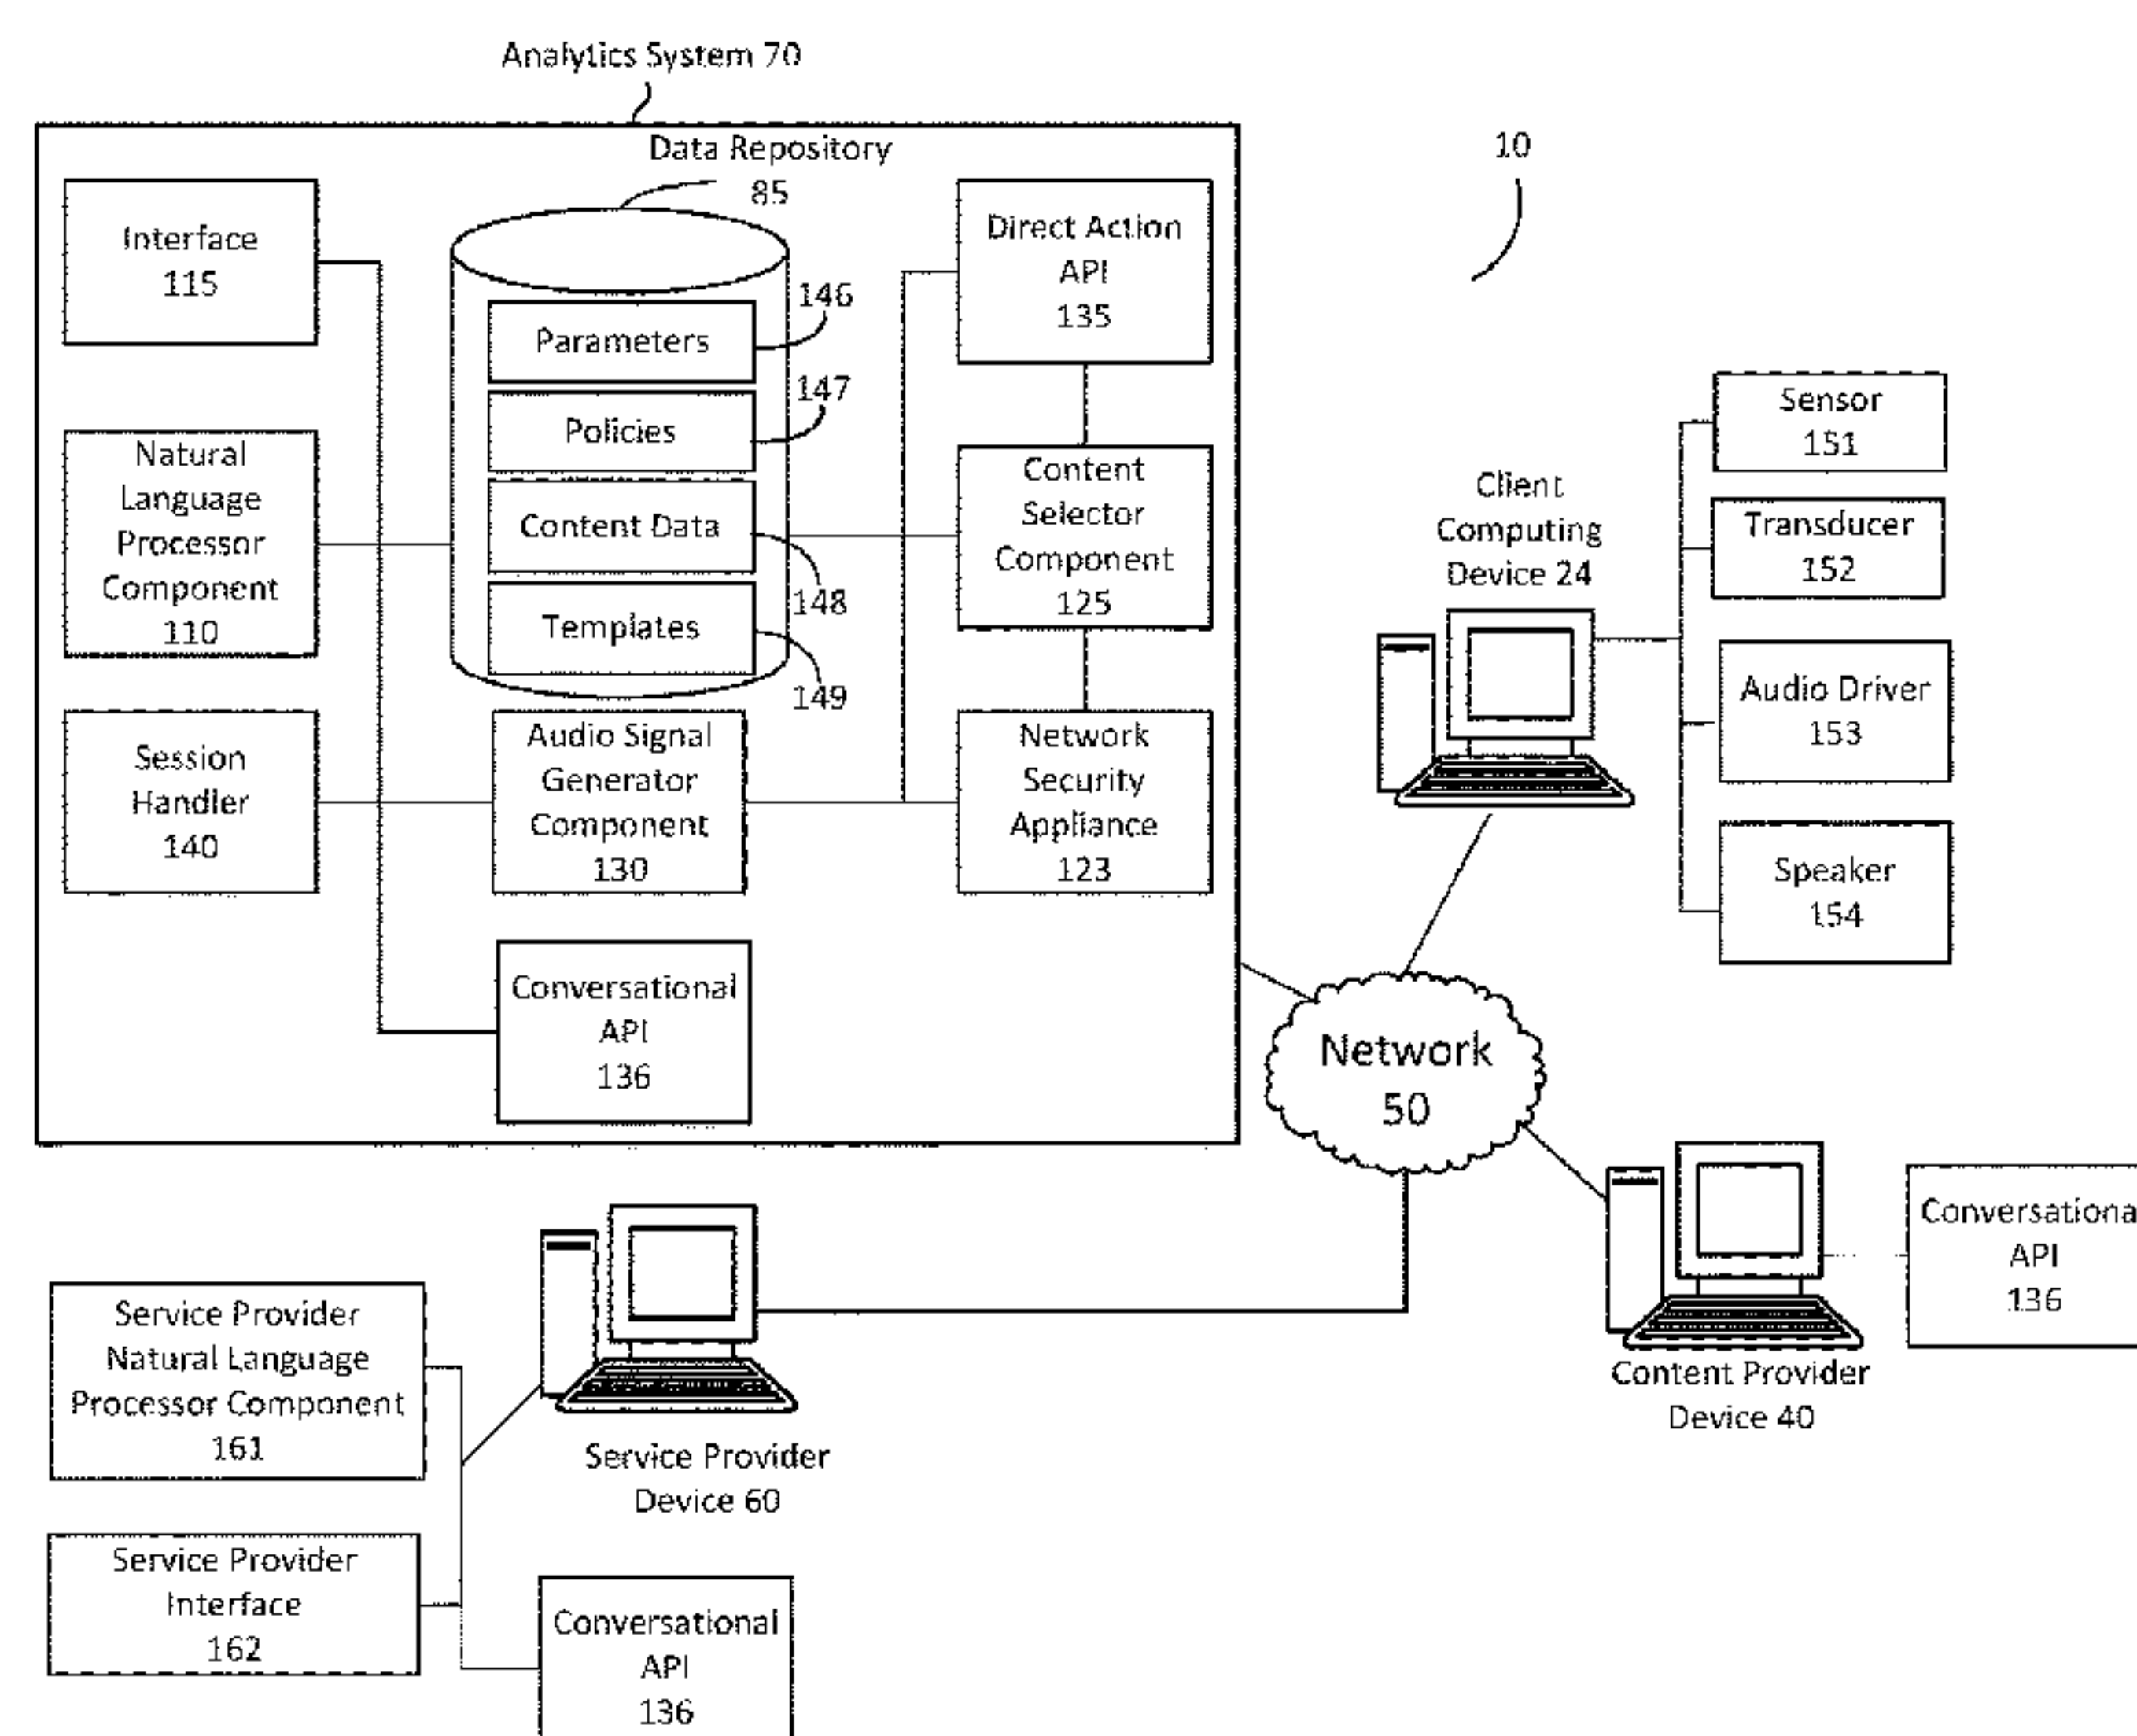 Analytics System 70
Data Repository
85
10
Interface
115
Parameters
146
Policies
147
Content Data
148
Templates
149
Direct Action
API
135
Natural
Language
Processor
Component
110
Content
Selector
Component
125
Session
Handler
140
Audio Signal
Generator
Component
130
Network
Security
Appliance
123
Conversational
API
136
Client
Computing
Device 24
Sensor
151
Transducer
152
Audio Driver
153
Speaker
154
Network
50
Conversationa
API
136
Content Provider
Device 40
Service Provider
Natural Language
Processor Component
161
Service Provider
Device 60
Service Provider
Interface
162
Conversational
API
136